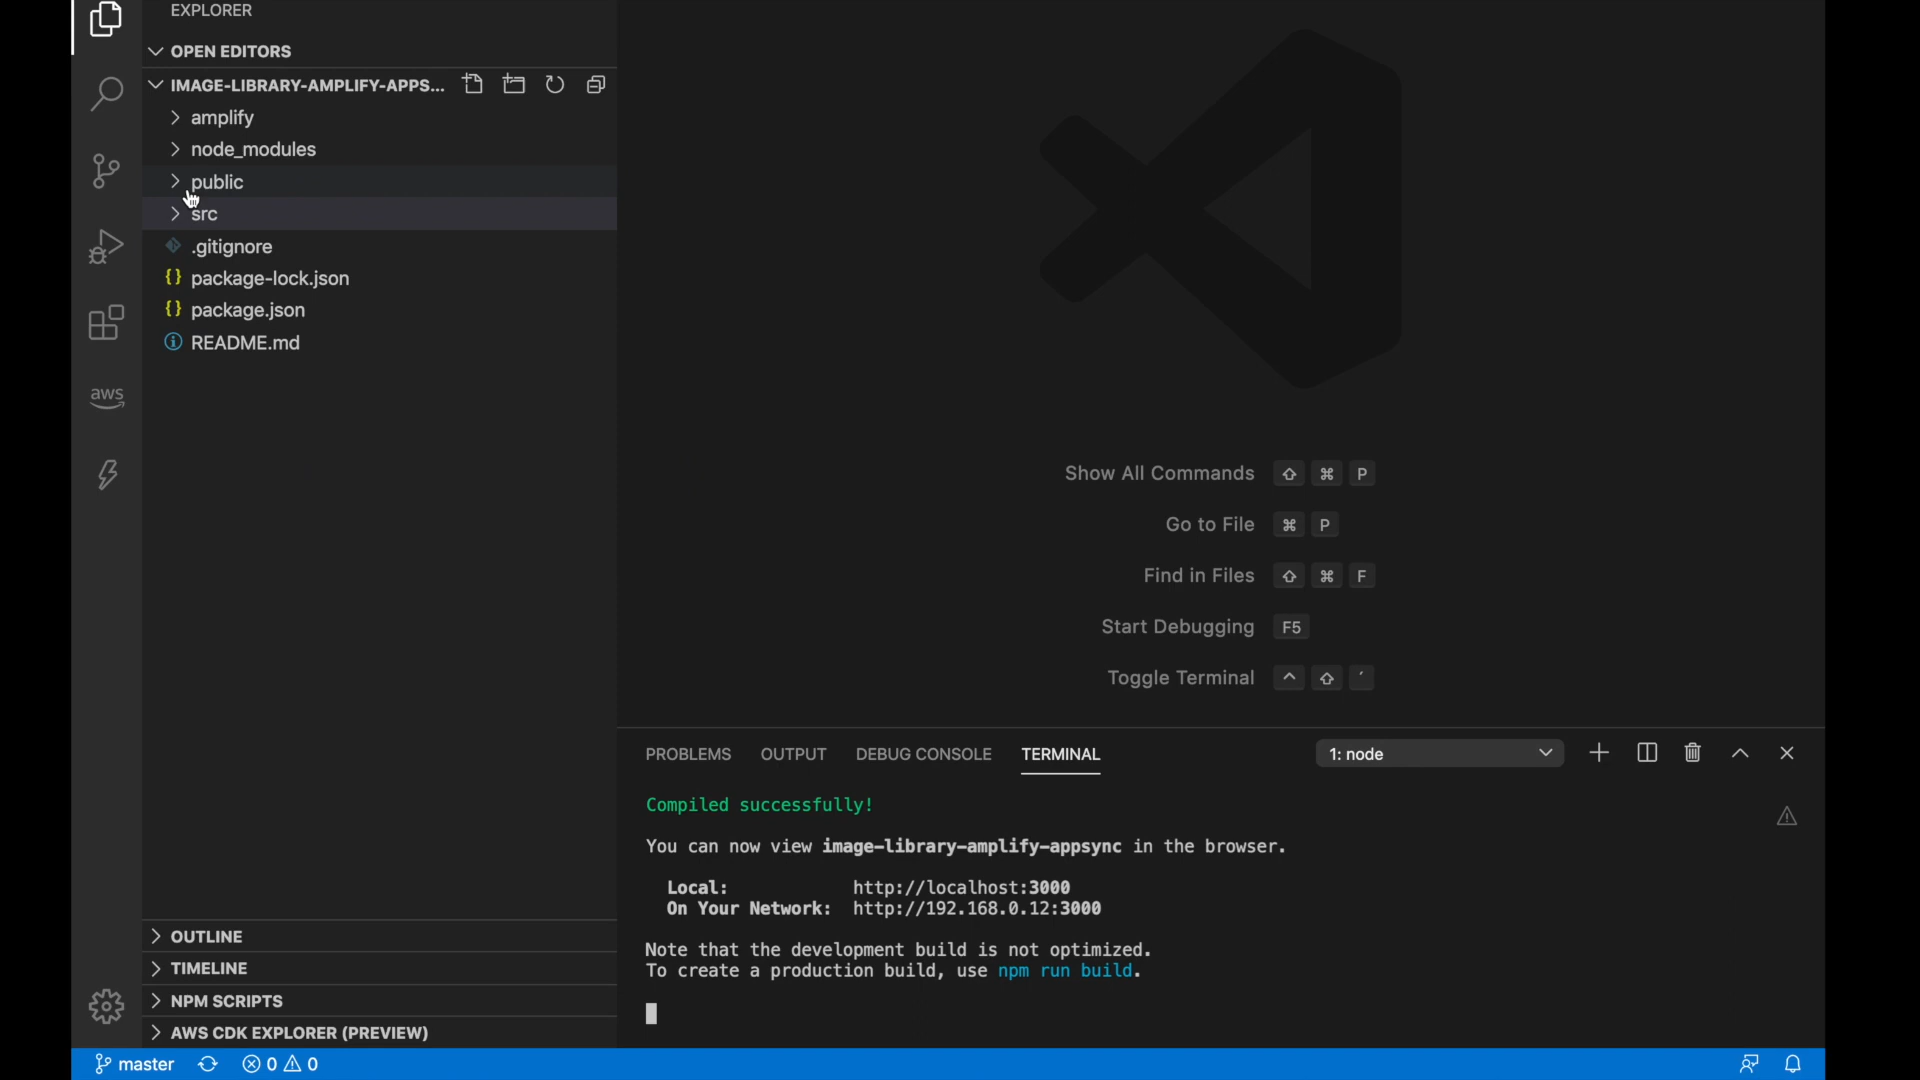 EXPLORER
OPEN EDITORS
IMAGE-LIBRARY-AMPLIFY-APPS...
amplify
node_modules
public
src
.gitignore
{} package-lock.json
{} package.json
README.md
aws
Show All Commands ⇧ ⌘ P
Go to File ⌘ P
Find in Files ⇧ ⌘ F
Start Debugging F5
Toggle Terminal ^ ⇧ ´
PROBLEMS OUTPUT DEBUG CONSOLE TERMINAL 1: node
Compiled successfully!
You can now view image-library-amplify-appsync in the browser.
Local: http://localhost:3000
On Your Network: http://192.168.0.12:3000
Note that the development build is not optimized.
To create a production build, use npm run build.
OUTLINE
TIMELINE
NPM SCRIPTS
AWS CDK EXPLORER (PREVIEW)
master 0 0